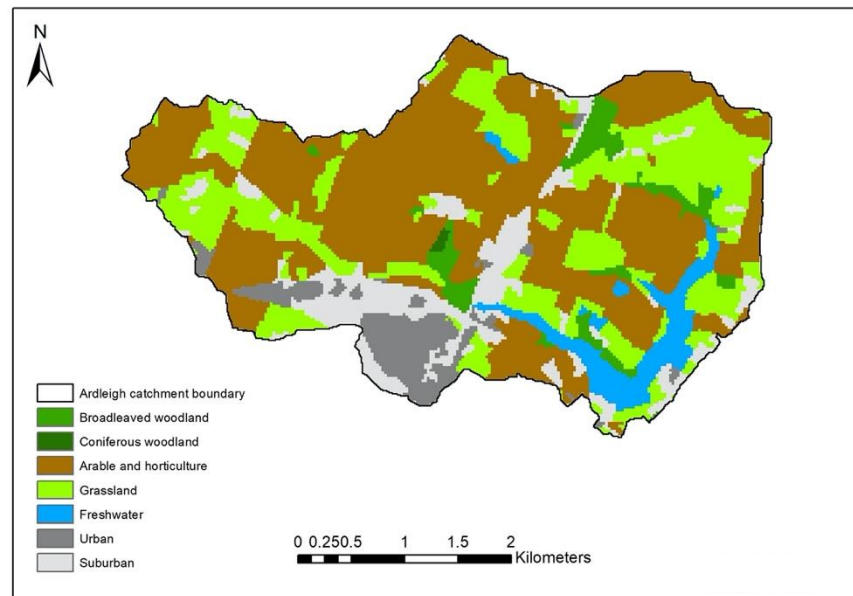 N
Ardleigh catchment boundary
Broadleaved woodland
Coniferous woodland
Arable and horticulture
Grassland
Freshwater
Urban
Suburban
0 0.250.5 1 1.5 2
Kilometers